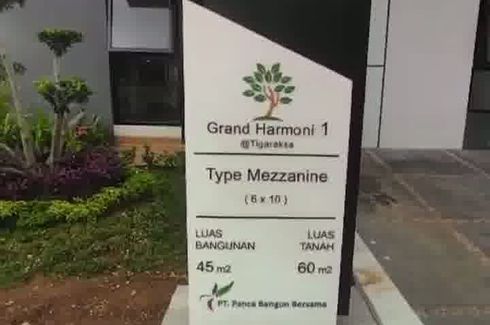 Grand Harmoni 1
@Tigaraksa
Type Mezzanine
( 6 x 10 )
LUAS BANGUNAN
45 m2
LUAS TANAH
60 m2
PT. Panca Bangun Bersama